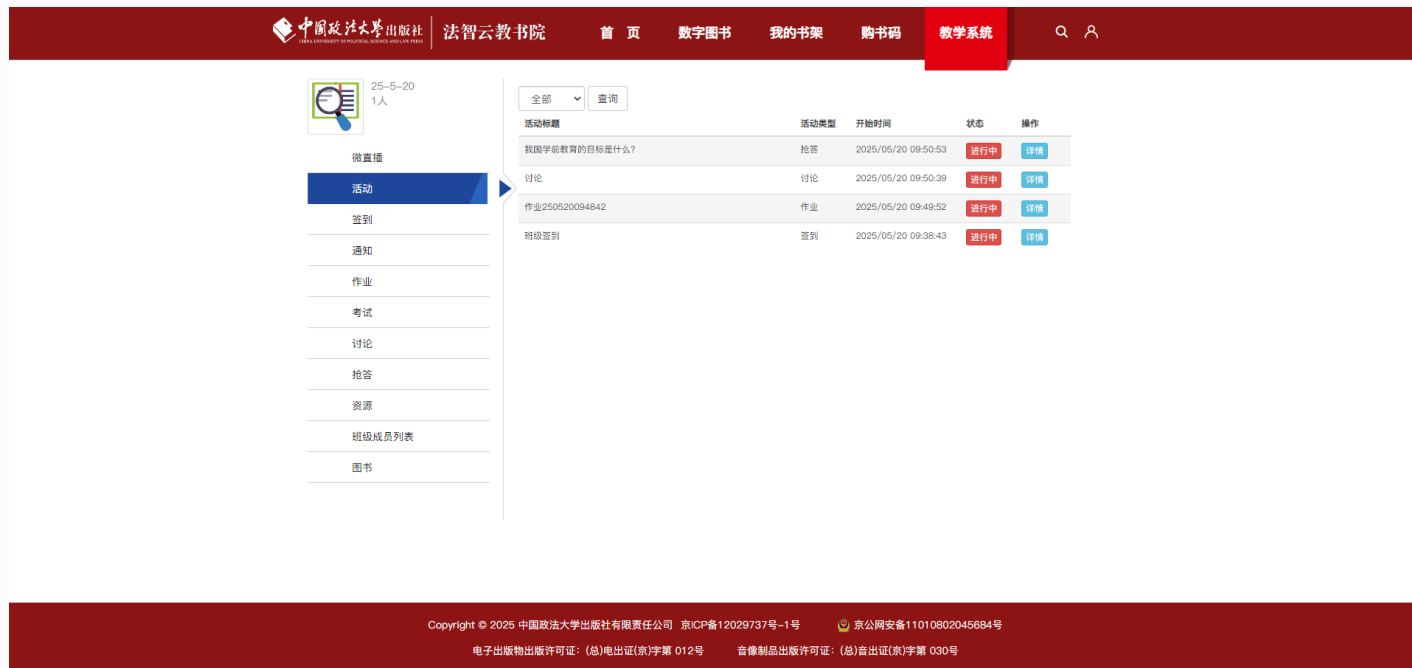 中国政法大学出版社 法智云教书院 首 页 数字图书 我的书架 购书码 教学系统
CHINA UNIVERSITY OF POLITICAL SCIENCE AND LAW PRESS
25-5-20
1人
微直播
活动
签到
通知
作业
考试
讨论
抢答
资源
班级成员列表
图书
全部 查询
活动标题 活动类型 开始时间 状态 操作
我国学前教育的目标是什么? 抢答 2025/05/20 09:50:53 进行中 详情
讨论 讨论 2025/05/20 09:50:39 进行中 详情
作业250520094842 作业 2025/05/20 09:49:52 进行中 详情
班级签到 签到 2025/05/20 09:38:43 进行中 详情
Copyright © 2025 中国政法大学出版社有限责任公司 京ICP备12029737号-1号 京公网安备11010802045684号
电子出版物出版许可证：(总)电出证(京)字第 012号 音像制品出版许可证：(总)音出证(京)字第 030号